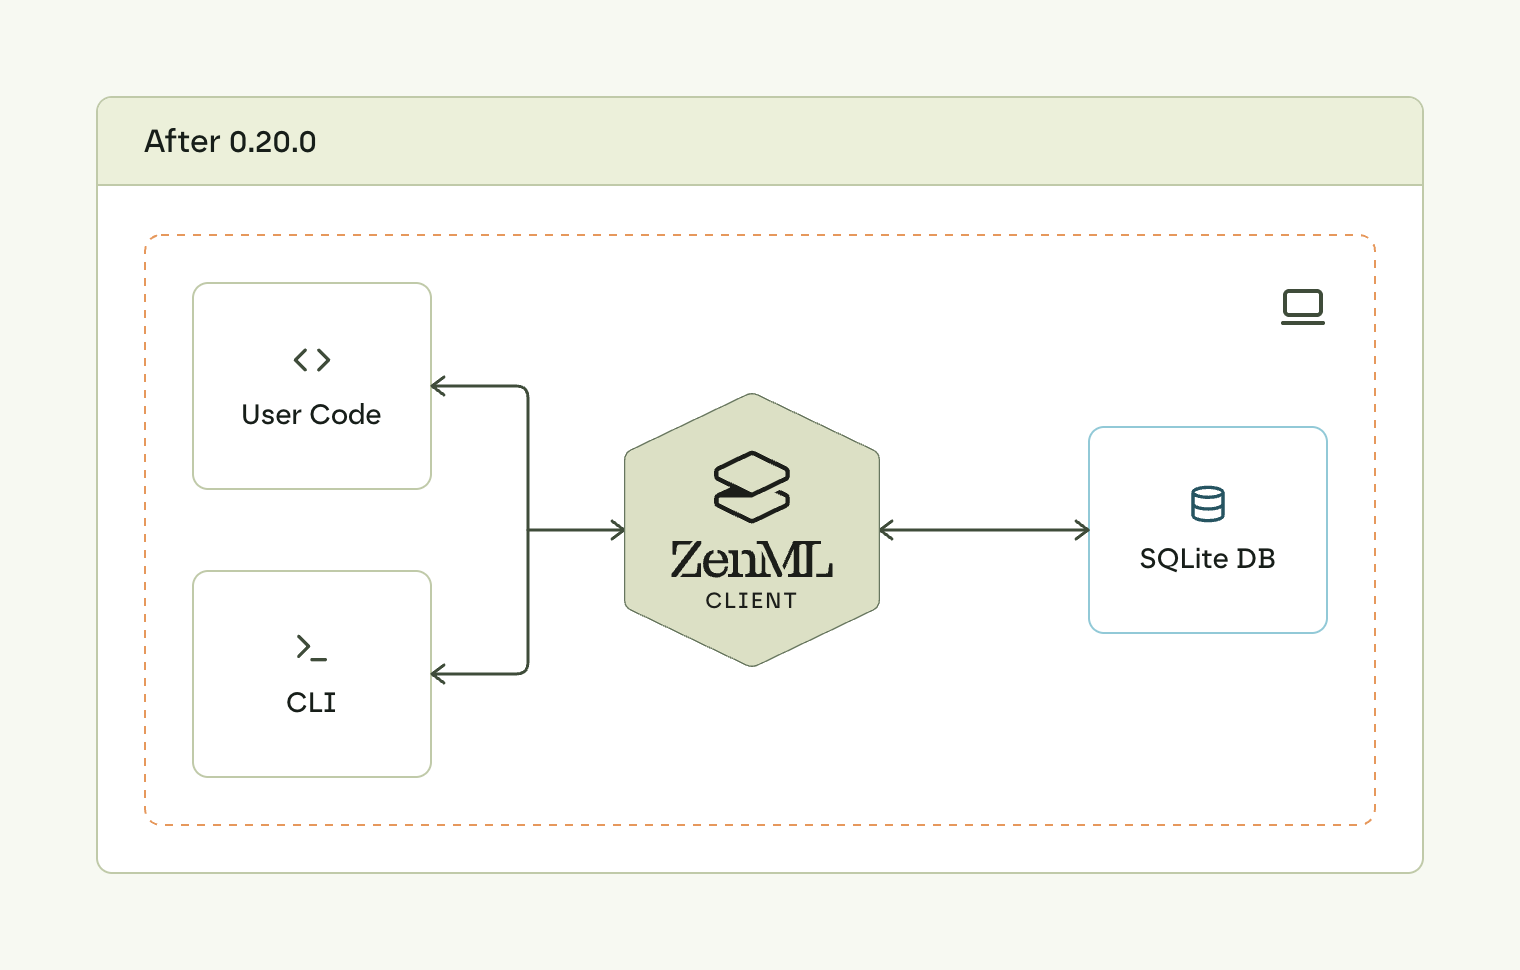 After 0.20.0
User Code
CLI
ZenML
CLIENT
SQLite DB